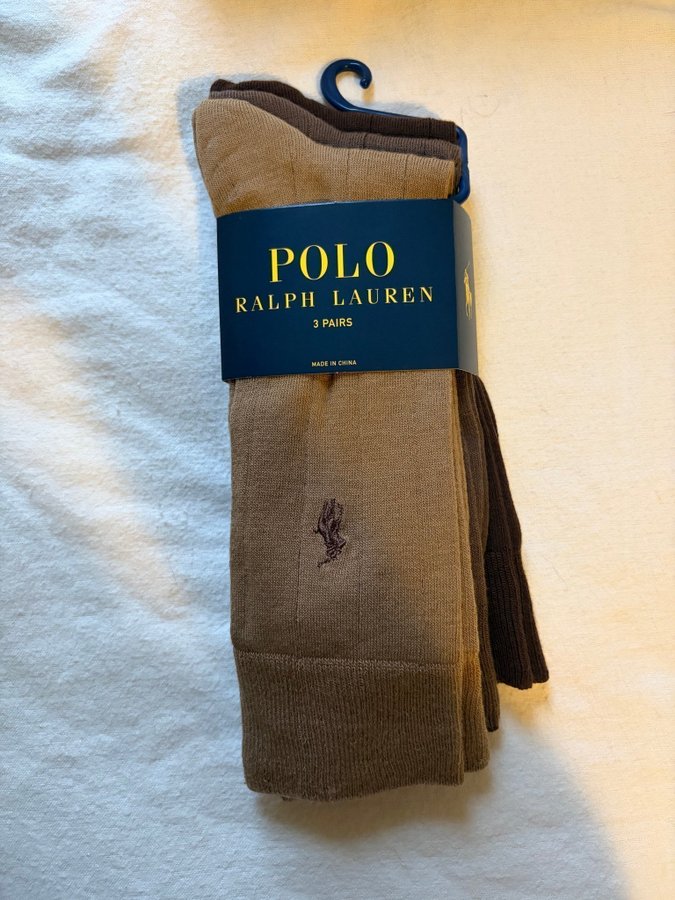 POLO
RALPH LAUREN
3 PAIRS
MADE IN CHINA